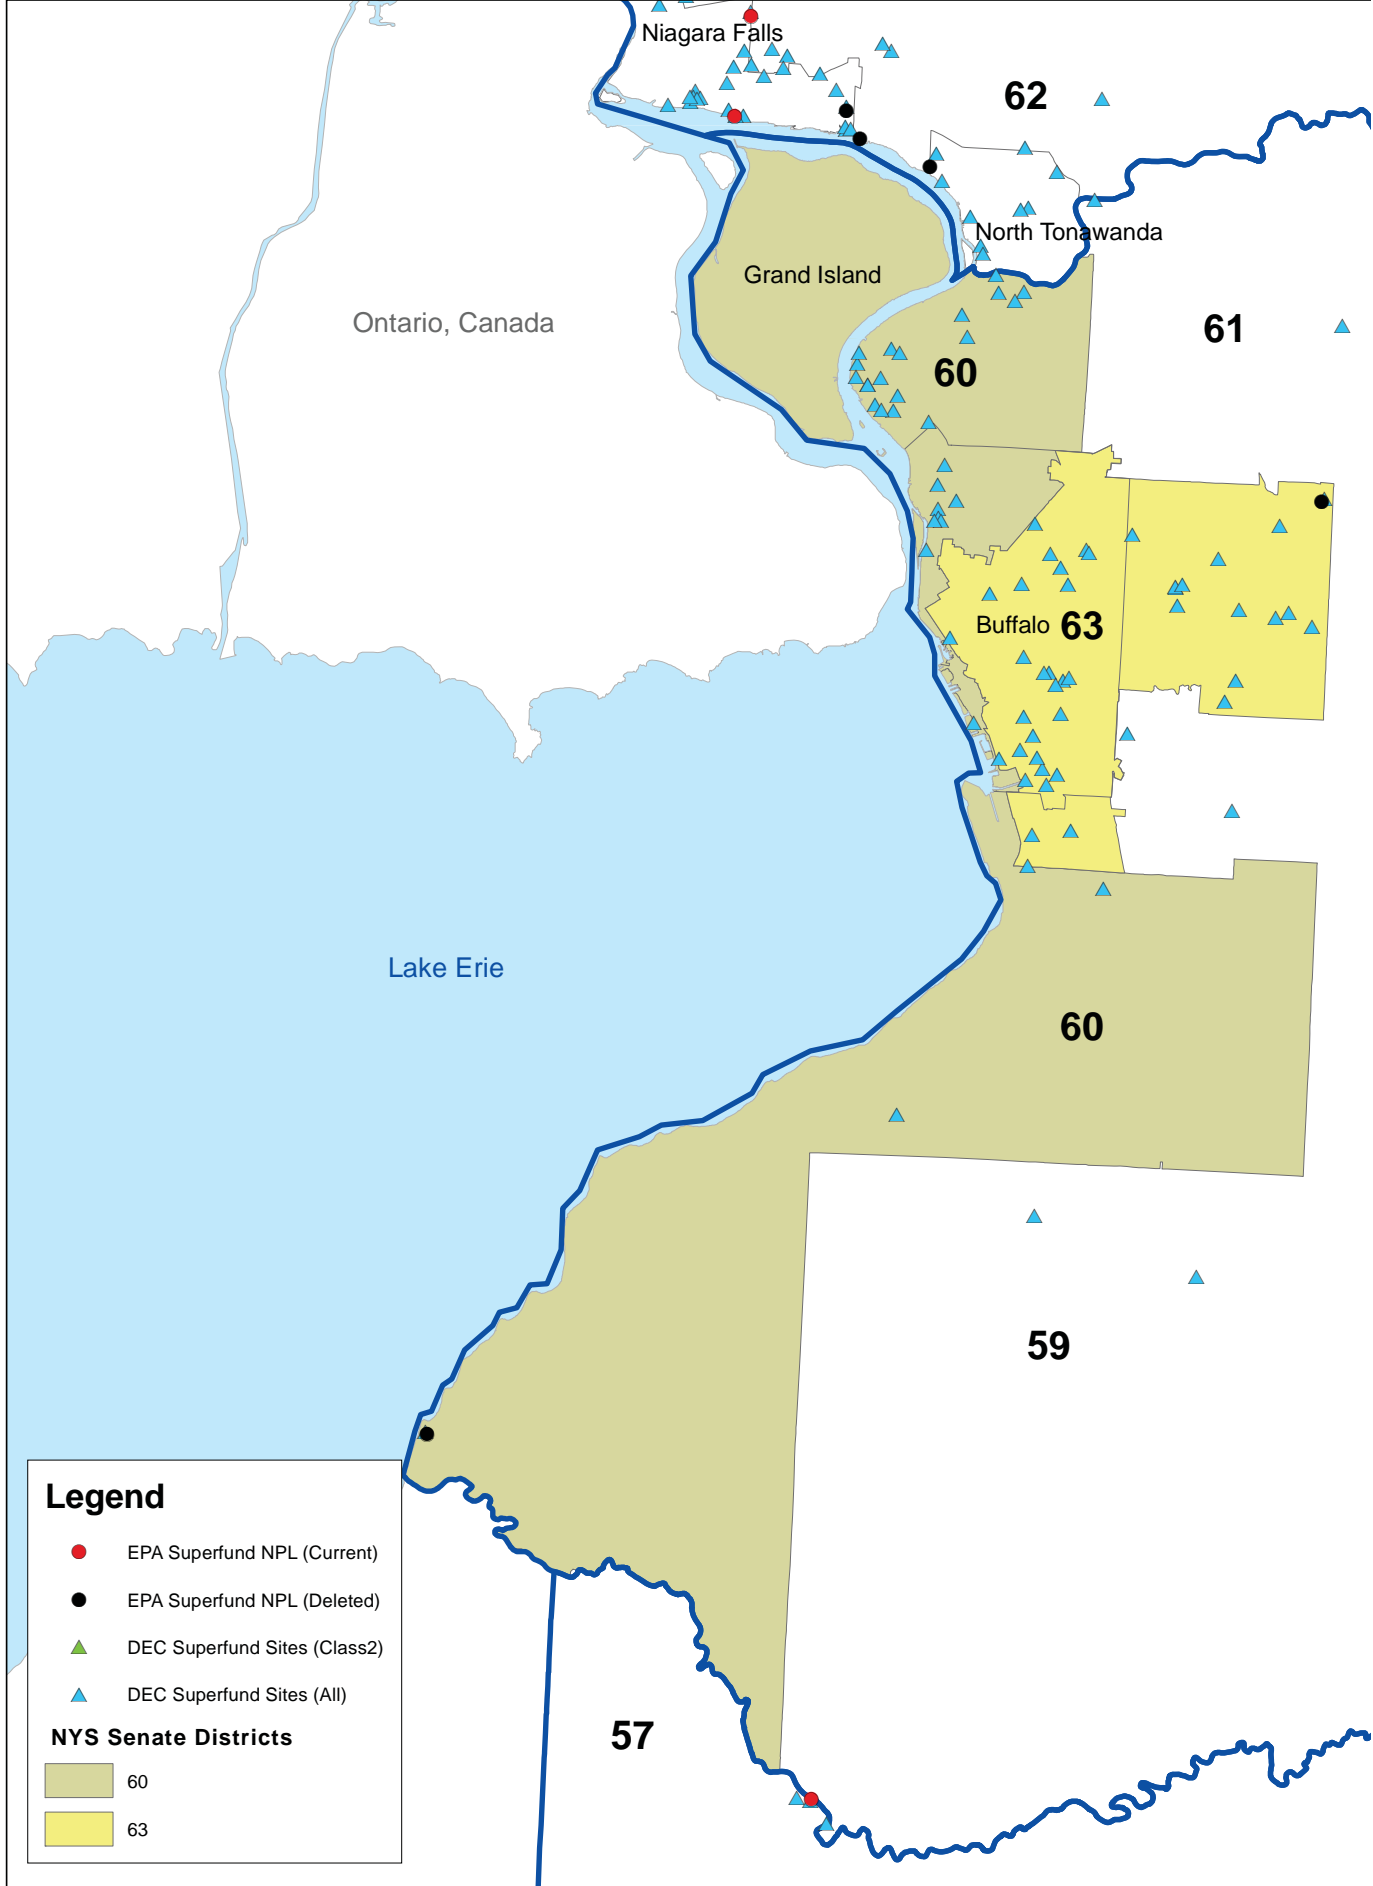 Niagara Falls
62
North Tonawanda
Grand Island
Ontario, Canada
61
60
Buffalo 63
Lake Erie
60
59
57
Legend
EPA Superfund NPL (Current)
EPA Superfund NPL (Deleted)
DEC Superfund Sites (Class2)
DEC Superfund Sites (All)
NYS Senate Districts
60
63